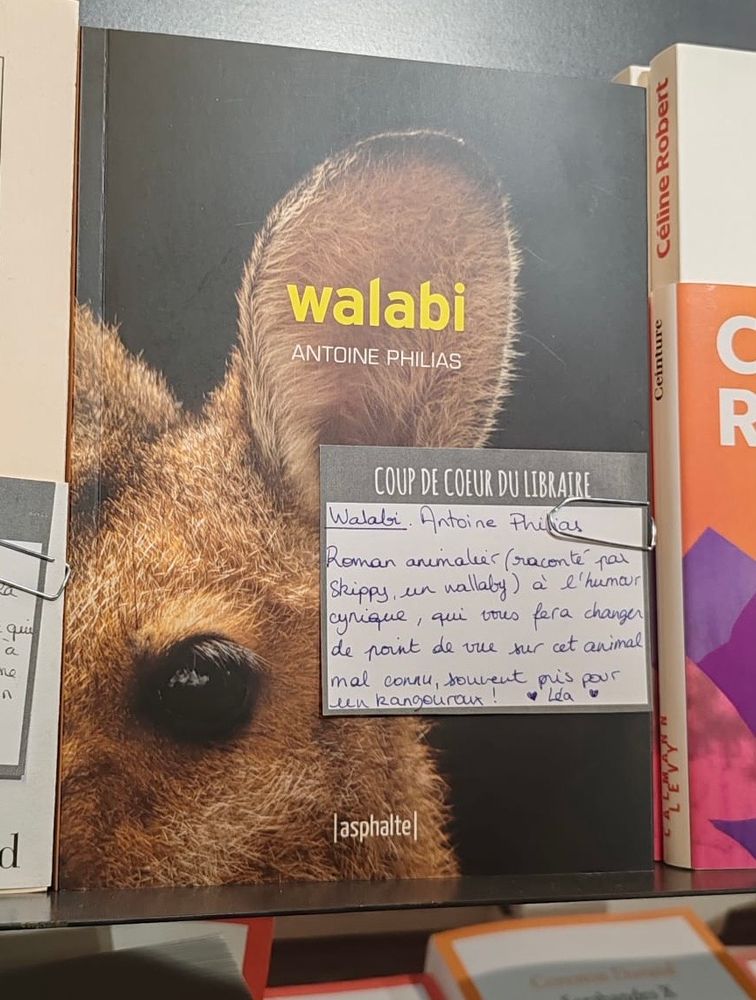 walabi
ANTOINE PHILIAS
COUP DE COEUR DU LIBRAIRE
Walabi. Antoine Philias
Roman animalier (raconté par
Skippy, un wallaby) à l'humour
cynique, qui vous fera changer
de point de vue sur cet animal
mal connu, souvent pris pour
un kangourou ! ♥ Léa ♥
|asphalte|
Céline Robert
Ceinture
C
R
CALMANN
LEVY
qui
à
d